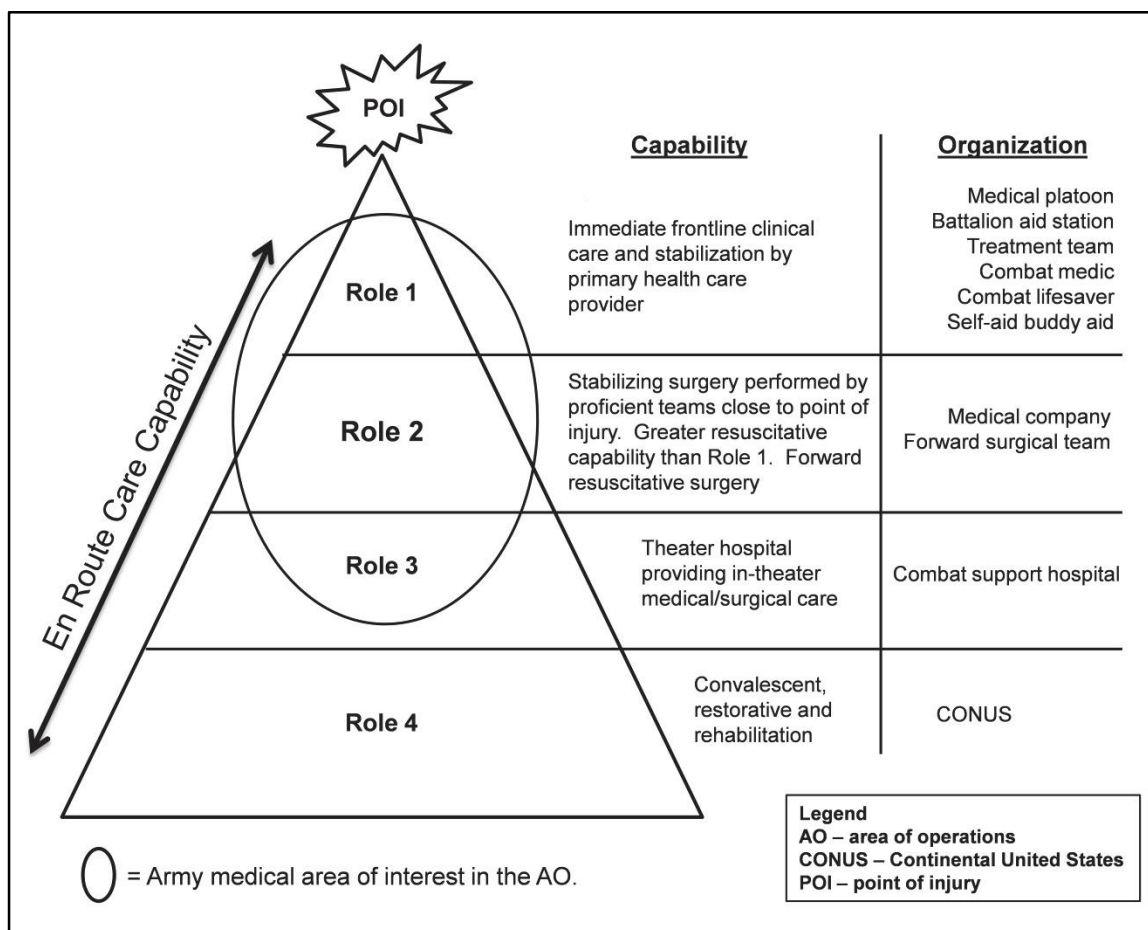 POI
Capability
Organization
Immediate frontline clinical
care and stabilization by
primary health care
provider
Medical platoon
Battalion aid station
Treatment team
Combat medic
Combat lifesaver
Self-aid buddy aid
Role 1
En Route Care Capability
Role 2
Stabilizing surgery performed by
proficient teams close to point of
injury.  Greater resuscitative
capability than Role 1.  Forward
resuscitative surgery
Medical company
Forward surgical team
Role 3
Theater hospital
providing in-theater
medical/surgical care
Combat support hospital
Role 4
Convalescent,
restorative and
rehabilitation
CONUS
Legend
AO – area of operations
CONUS – Continental United States
POI – point of injury
= Army medical area of interest in the AO.